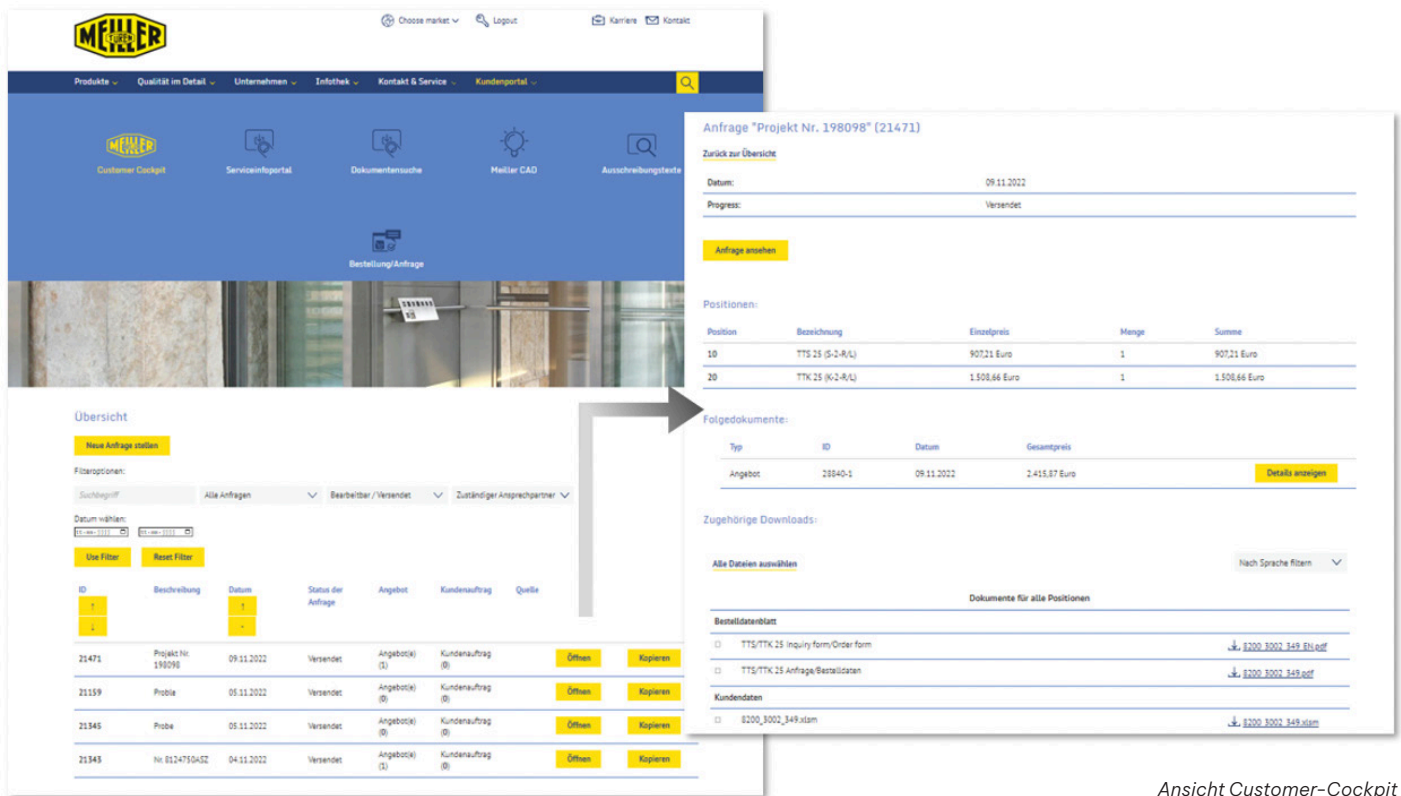 MEILLER
TÜREN
Choose market
Logout
Karriere
Kontakt
Produkte
Qualität im Detail
Unternehmen
Infothek
Kontakt & Service
Kundenportal
MEILLER
Customer Cockpit
Serviceinfoportal
Dokumentensuche
Meiller CAD
Ausschreibungstexte
Bestellung/Anfrage
Übersicht
Neue Anfrage stellen
Filteroptionen:
Suchbegriff
Alle Anfragen
Bearbeitbar / Versendet
Zuständiger Ansprechpartner
Datum wählen:
Use Filter
Reset Filter
ID Beschreibung Datum Status der Anfrage Angebot Kundenauftrag Quelle
21471 Projekt Nr. 198098 09.11.2022 Versendet Angebot(e) (1) Kundenauftrag (0) Öffnen Kopieren
21159 Proble 05.11.2022 Versendet Angebot(e) (0) Kundenauftrag (0) Öffnen Kopieren
21345 Probe 05.11.2022 Versendet Angebot(e) (0) Kundenauftrag (0) Öffnen Kopieren
21343 Nr. 8124750ASZ 04.11.2022 Versendet Angebot(e) (1) Kundenauftrag (0) Öffnen Kopieren
Anfrage "Projekt Nr. 198098" (21471)
Zurück zur Übersicht
Datum: 09.11.2022
Progress: Versendet
Anfrage ansehen
Positionen:
Position Bezeichnung Einzelpreis Menge Summe
10 TTS 25 (S-2-R/L) 907,21 Euro 1 907,21 Euro
20 TTK 25 (K-2-R/L) 1.508,66 Euro 1 1.508,66 Euro
Folgedokumente:
Typ ID Datum Gesamtpreis
Angebot 28840-1 09.11.2022 2.415,87 Euro Details anzeigen
Zugehörige Downloads:
Alle Dateien auswählen
Nach Sprache filtern
Dokumente für alle Positionen
Bestelldatenblatt
TTS/TTK 25 Inquiry form/Order form 8200_3002_349_EN.pdf
TTS/TTK 25 Anfrage/Bestelldaten 8200_3002_349.pdf
Kundendaten
8200_3002_349.xlam 8200_3002_349.xlam
Ansicht Customer-Cockpit